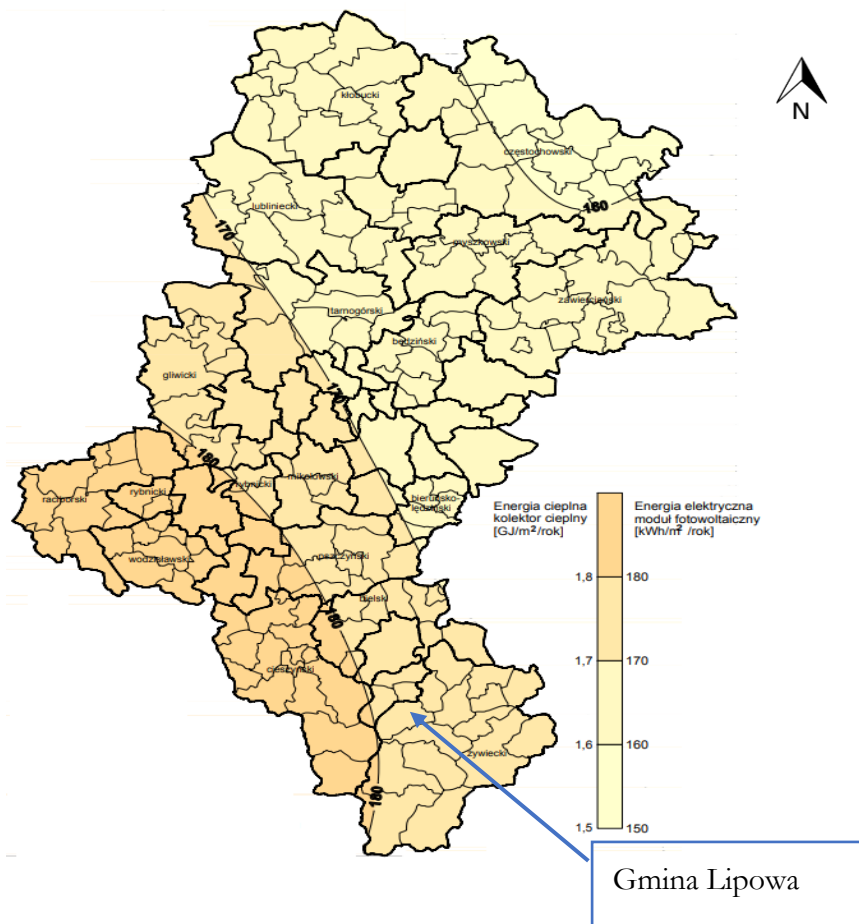 N
kłobucki
częstochowski
160
lubliniecki
170
myszkowski
zawierciański
tarnogórski
będziński
gliwicki
170
180
mikołowski
rybnicki
raciborski
rybnicki
bieruńsko-
lędziński
wodzisławski
pszczyński
bielski
180
cieszyński
żywiecki
180
Energia cieplna
kolektor cieplny
[GJ/m²/rok]
Energia elektryczna
moduł fotowoltaiczny
[kWh/m² /rok]
1,8 180
1,7 170
1,6 160
1,5 150
Gmina Lipowa